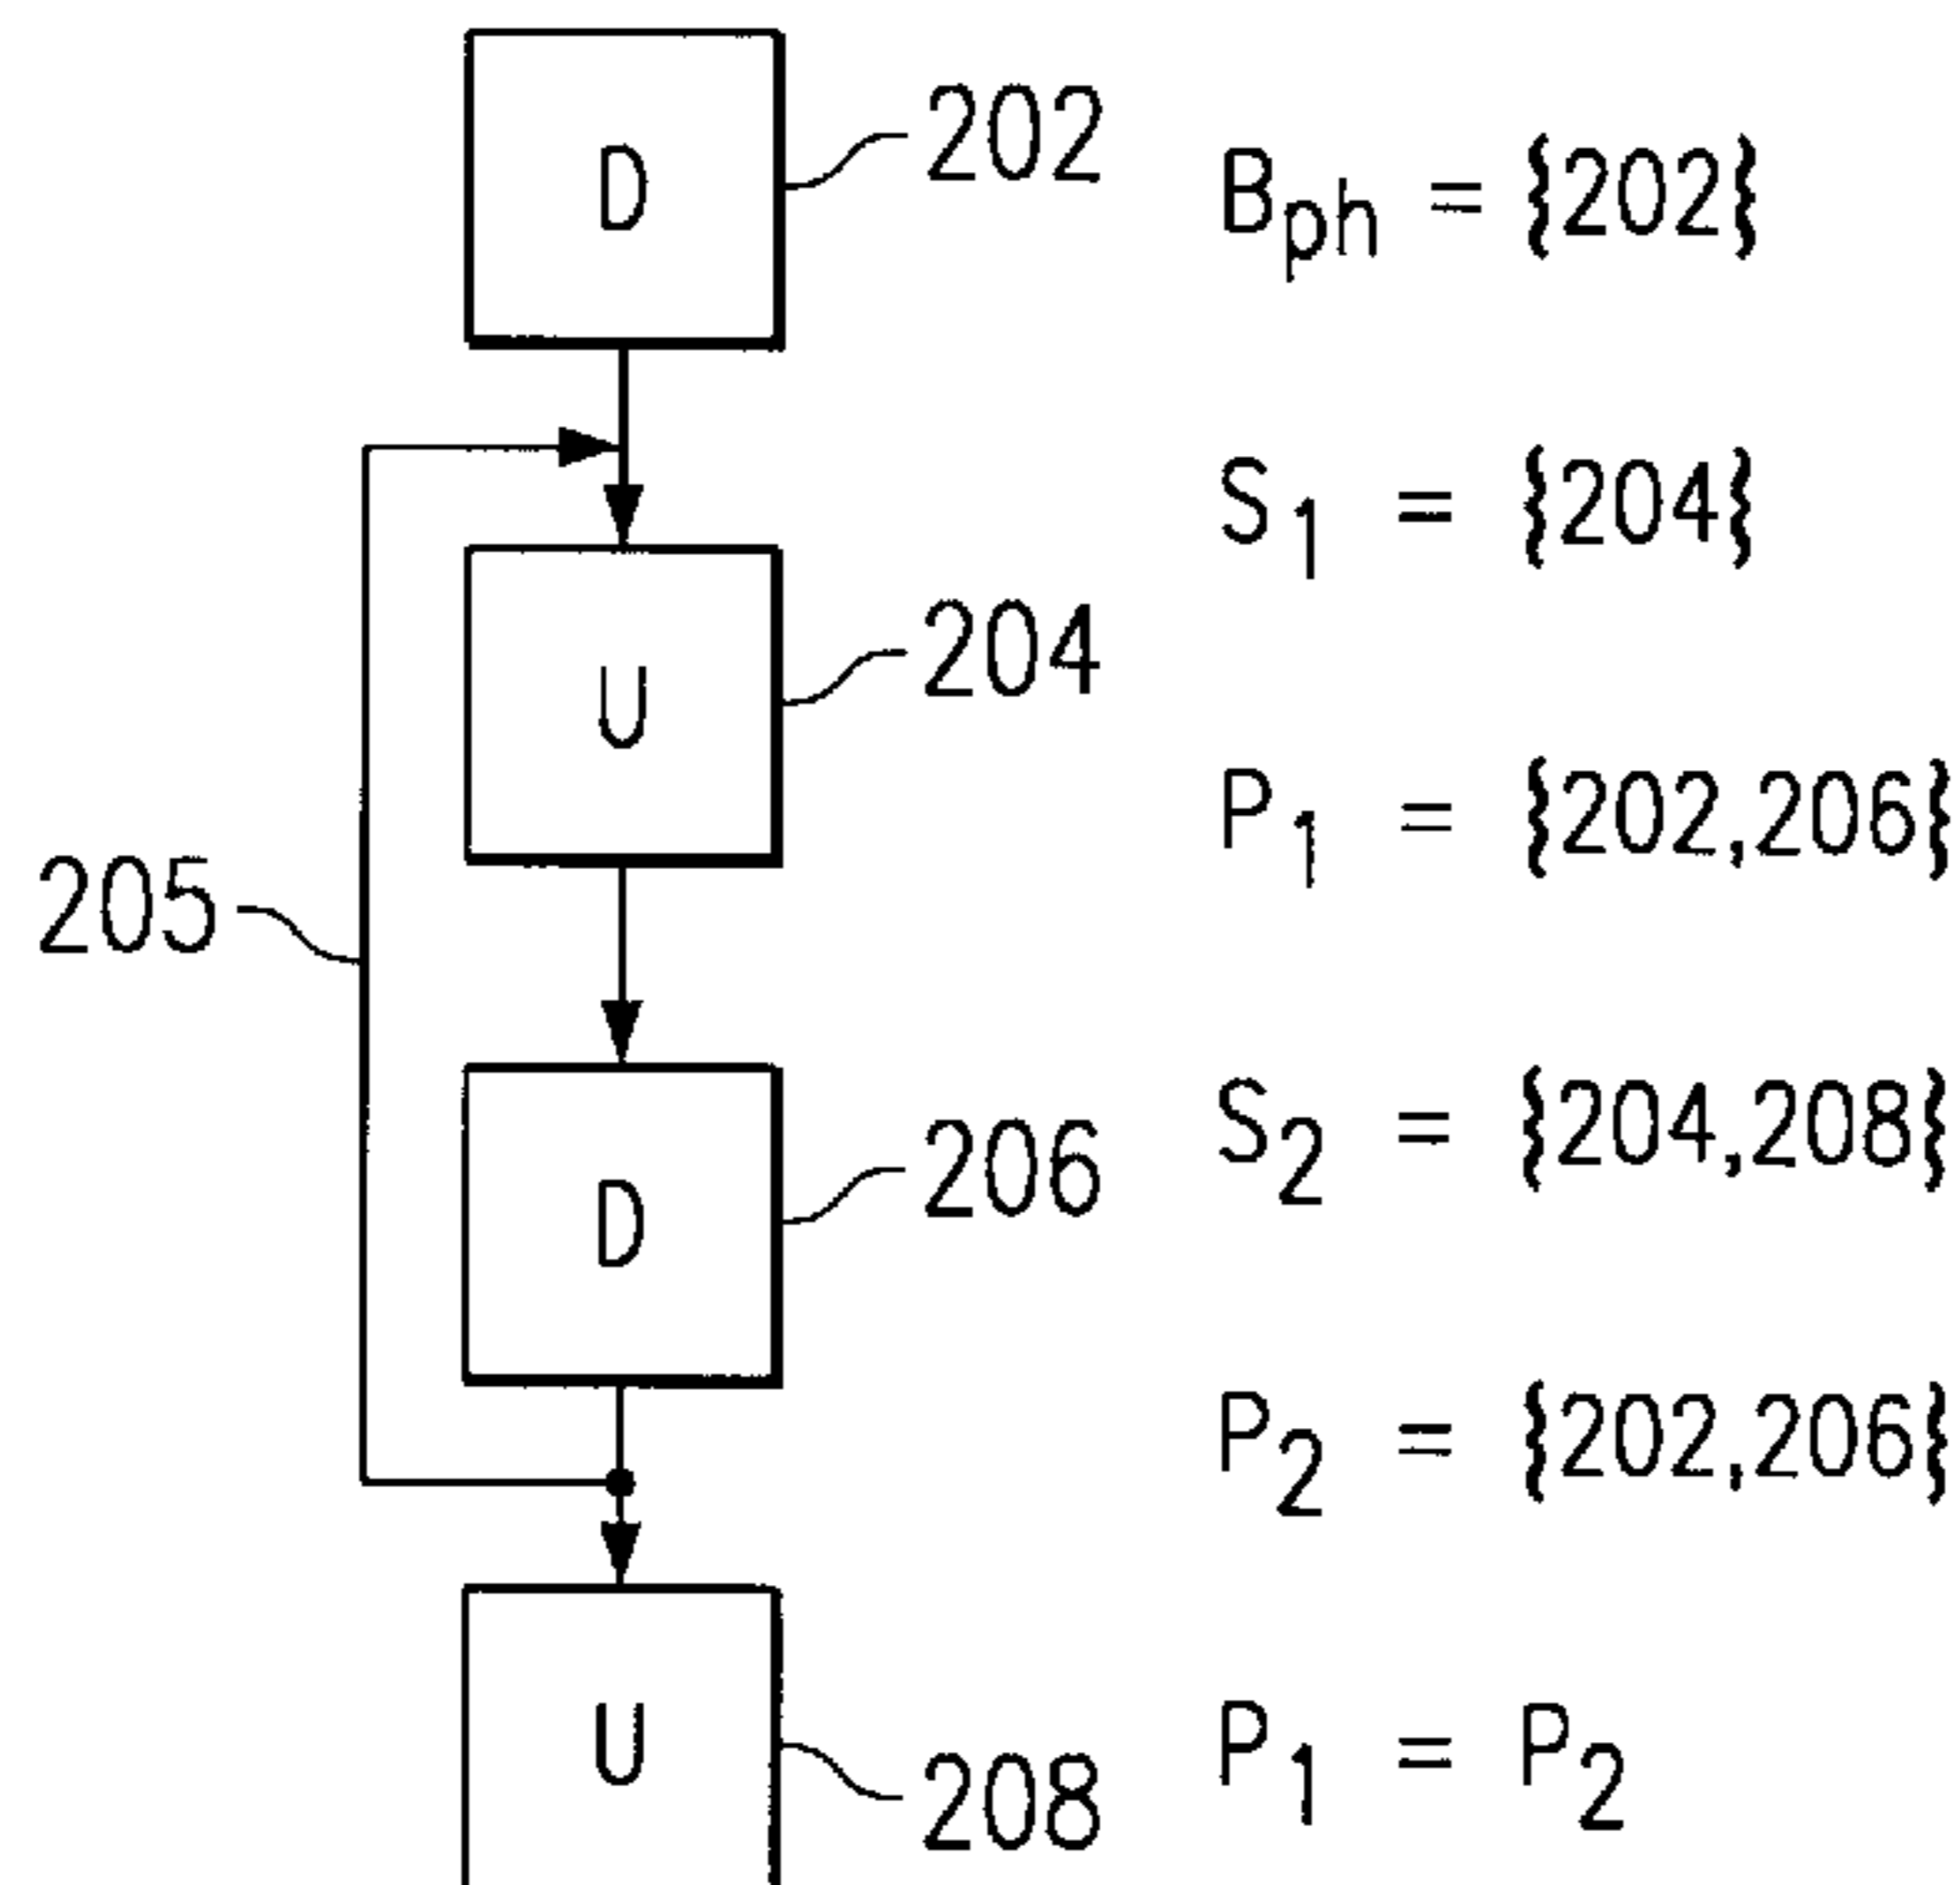 D
202
B_ph = {202}
S_1 = {204}
U
204
P_1 = {202,206}
205
S_2 = {204,208}
D
206
P_2 = {202,206}
U
208
P_1 = P_2